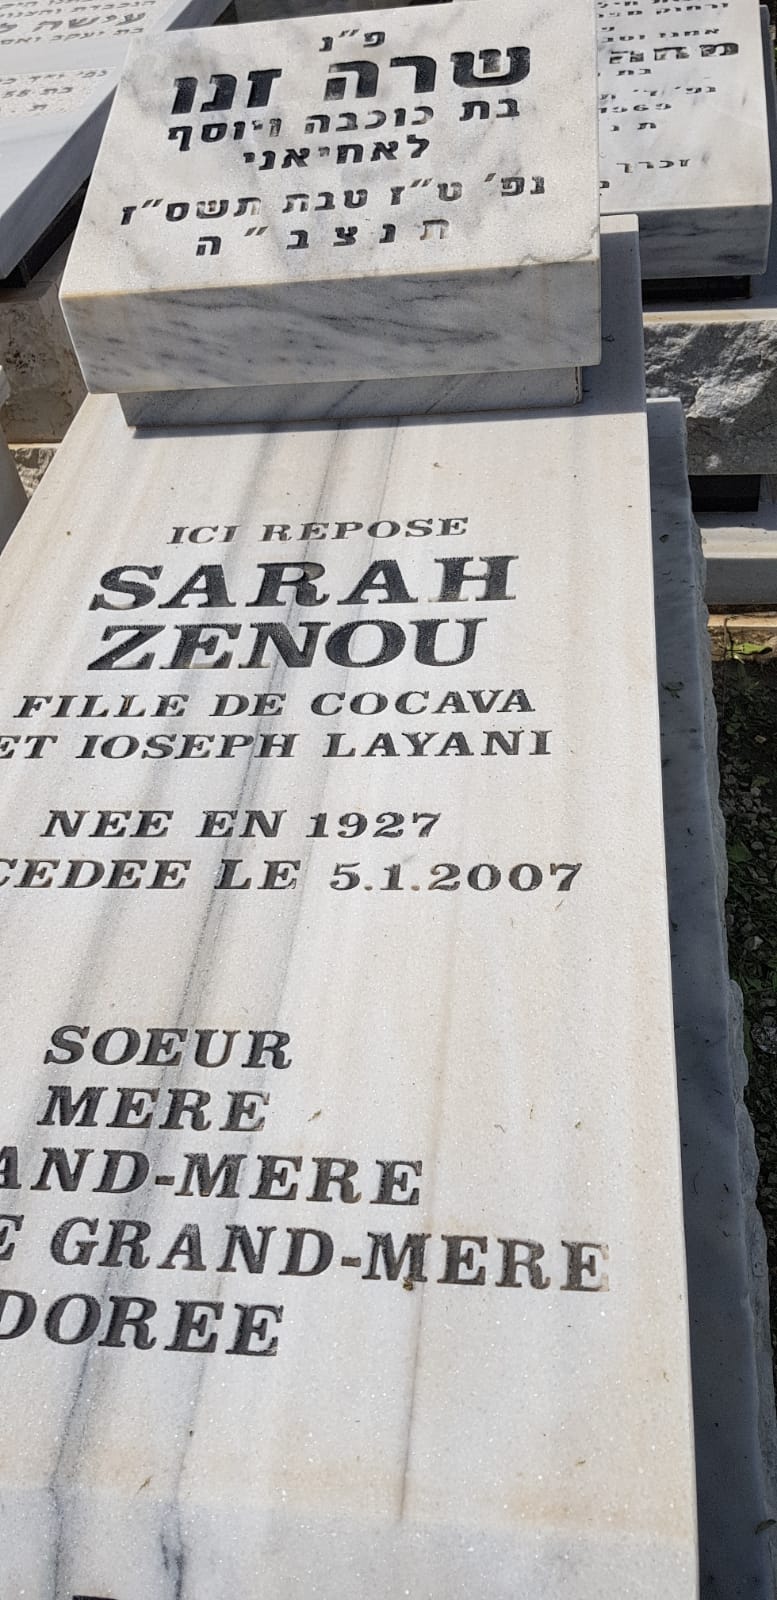 פ״נ
שרה זנו
בת כוכבה ויוסף
לאחיאני
נפ׳ ט״ז טבת תשס״ז
ת נ צ ב ״ ה
ICI REPOSE
SARAH
ZENOU
FILLE DE COCAVA
ET IOSEPH LAYANI
NEE EN 1927
CEDEE LE 5.1.2007
SOEUR
MERE
AND-MERE
E GRAND-MERE
DOREE